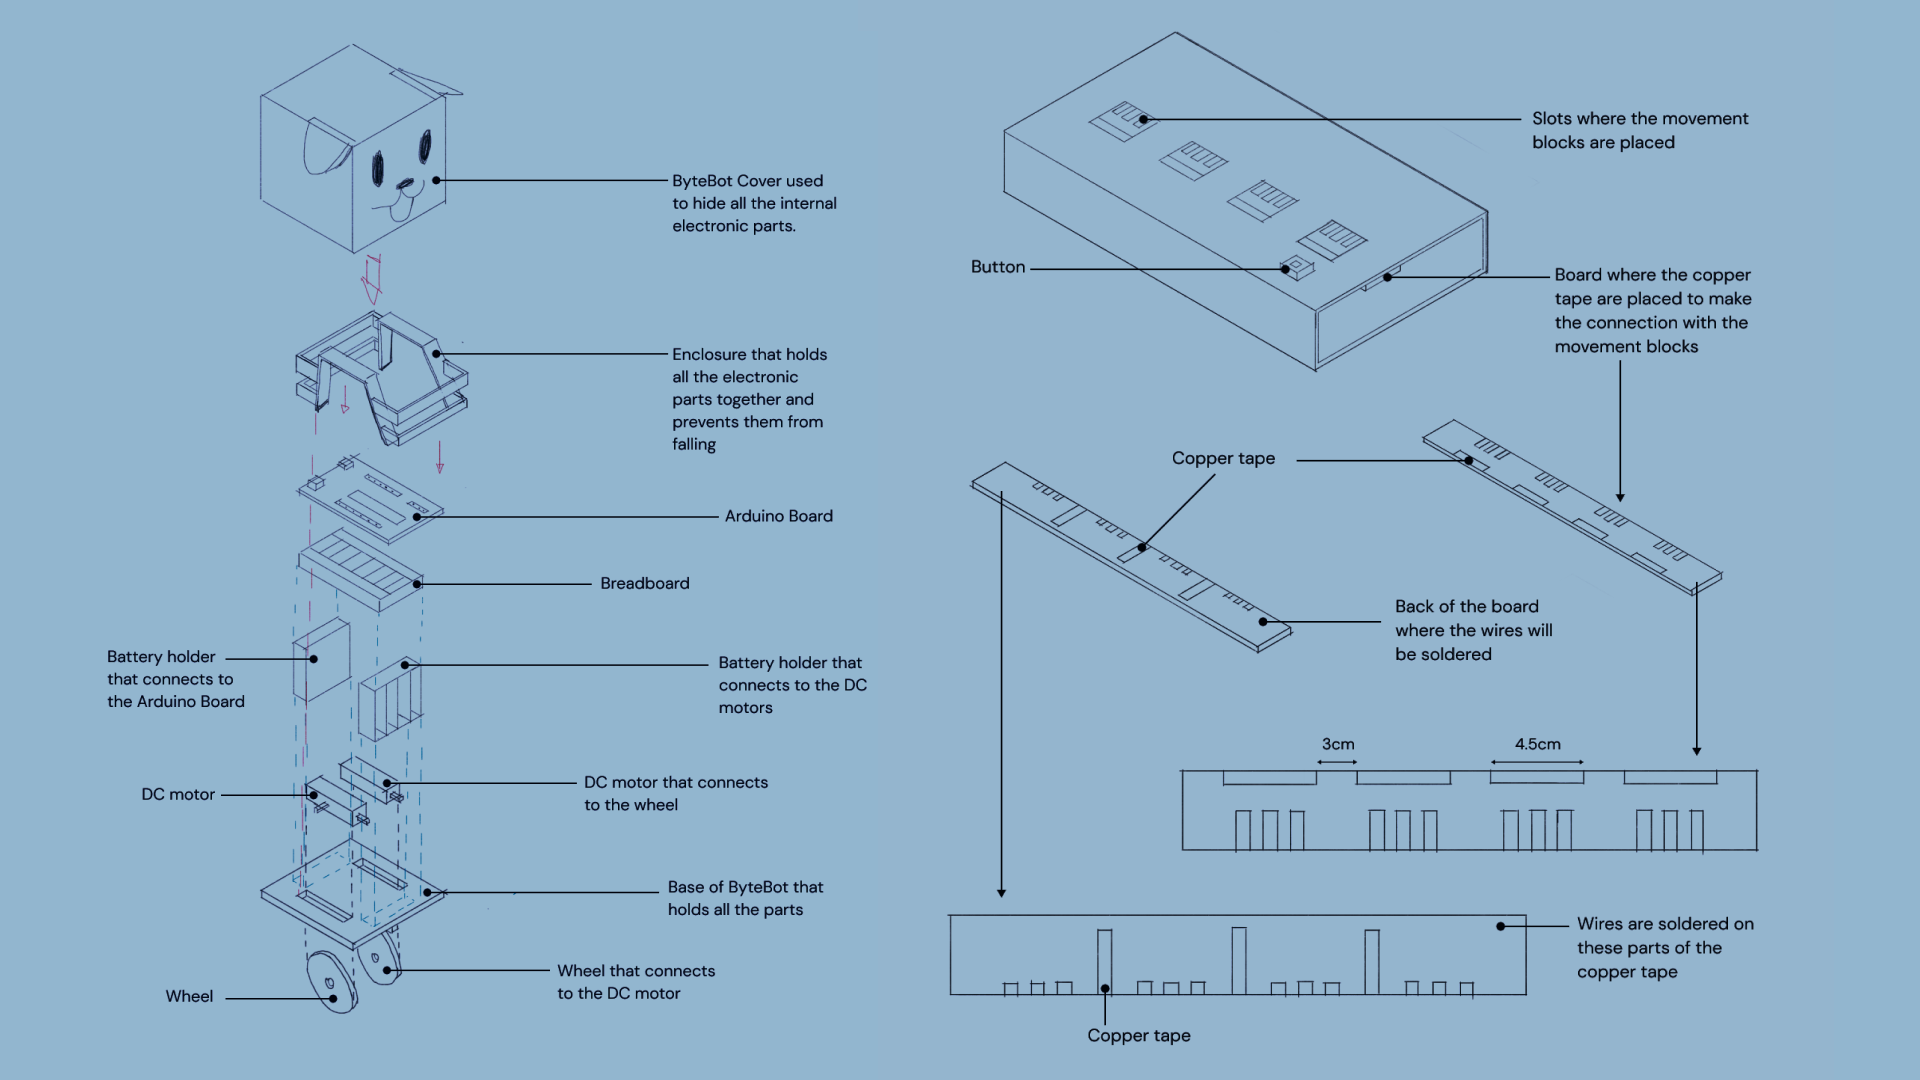 ByteBot Cover used
to hide all the internal
electronic parts.
Enclosure that holds
all the electronic
parts together and
prevents them from
falling
Arduino Board
Breadboard
Battery holder
that connects to
the Arduino Board
Battery holder that
connects to the DC
motors
DC motor
DC motor that connects
to the wheel
Base of ByteBot that
holds all the parts
Wheel that connects
to the DC motor
Wheel
Slots where the movement
blocks are placed
Button
Board where the copper
tape are placed to make
the connection with the
movement blocks
Copper tape
Back of the board
where the wires will
be soldered
3cm
4.5cm
Wires are soldered on
these parts of the
copper tape
Copper tape